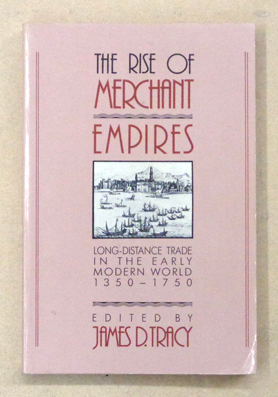 THE RISE OF
MERCHANT
EMPIRES
LONG-DISTANCE TRADE
IN THE EARLY
MODERN WORLD
1350–1750
EDITED BY
JAMES D. TRACY